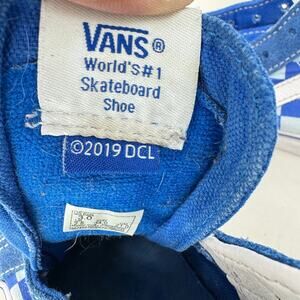 VANS®
World's #1
Skateboard
Shoe
©2019 DCL